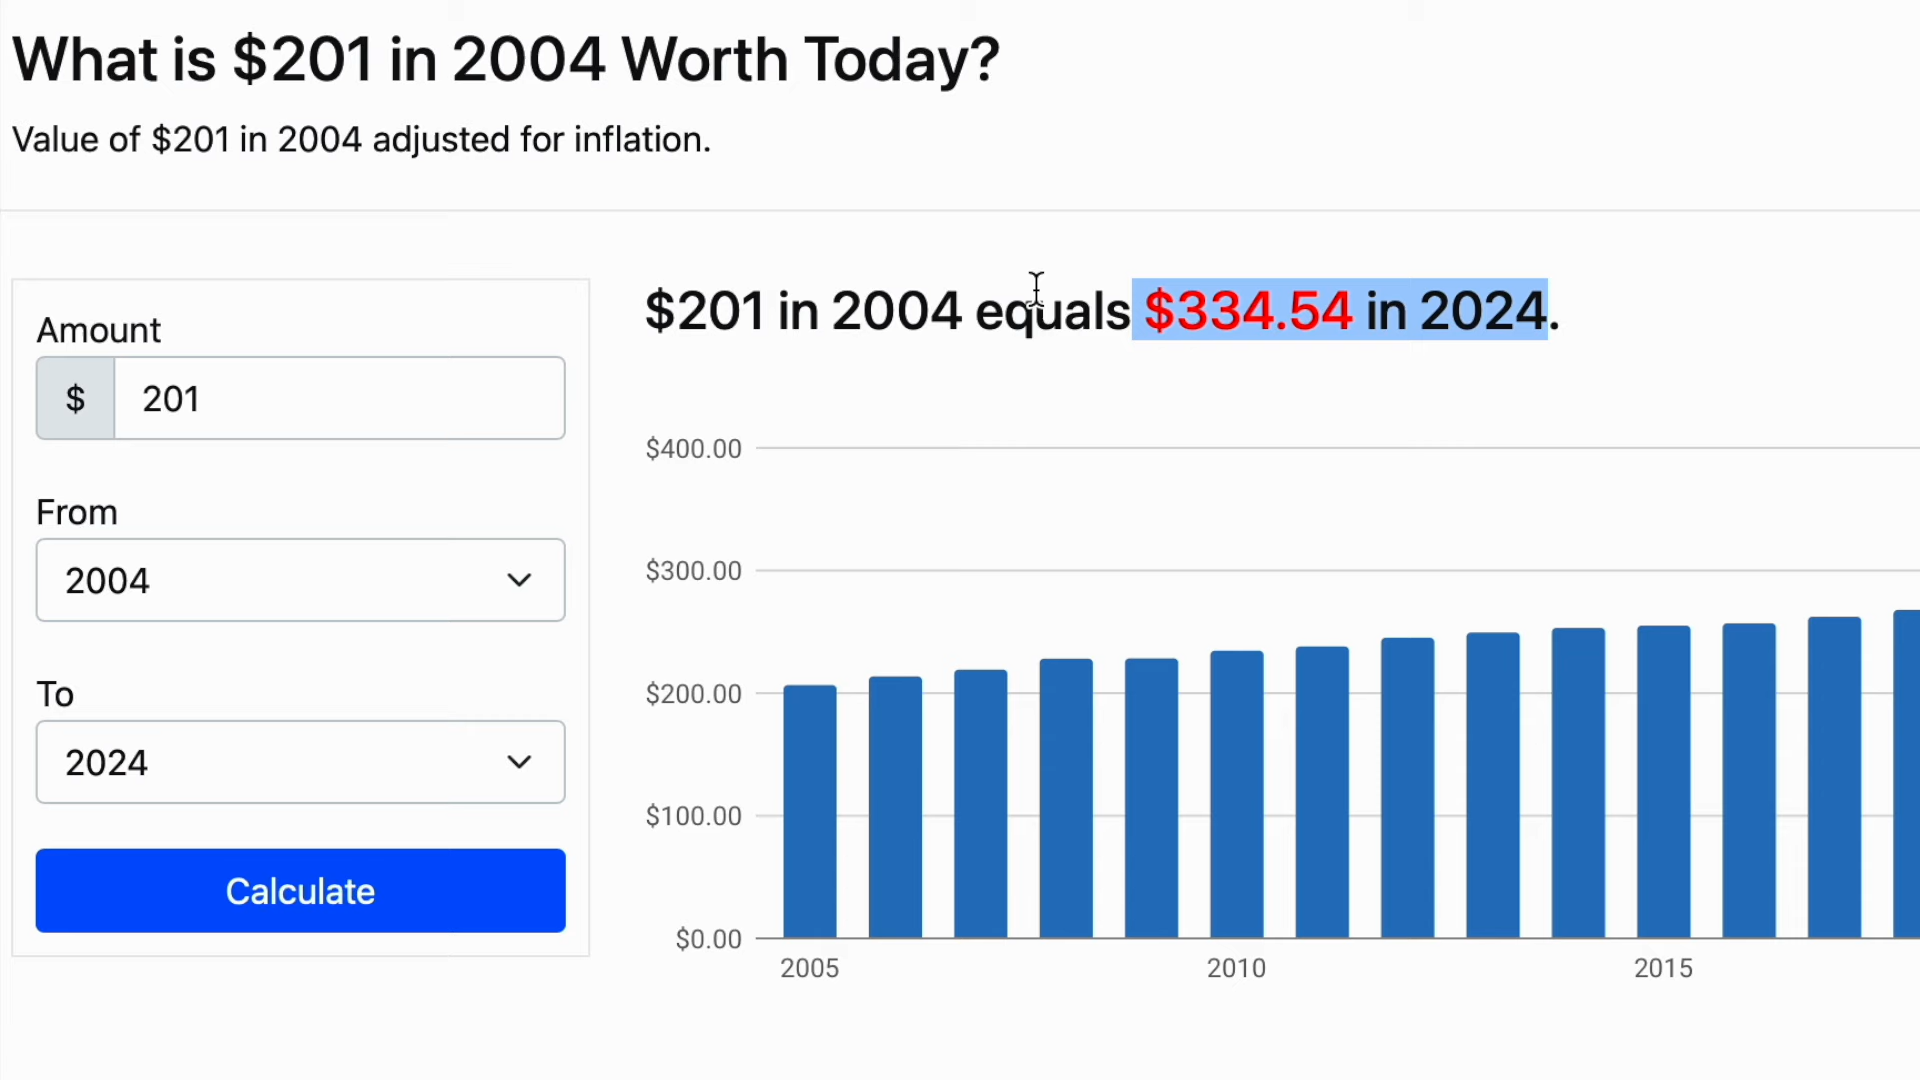 What is $201 in 2004 Worth Today?
Value of $201 in 2004 adjusted for inflation.
Amount
$ 201
From
2004
To
2024
Calculate
$201 in 2004 equals $334.54 in 2024.
$400.00
$300.00
$200.00
$100.00
$0.00
2005 2010 2015